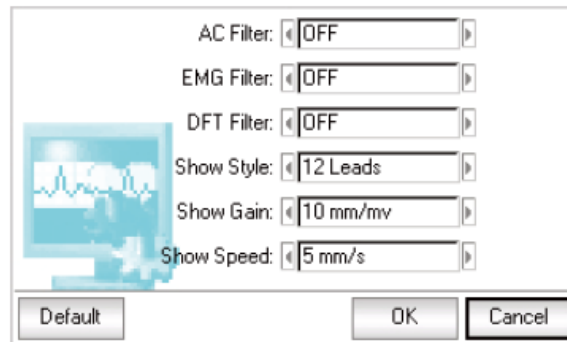 AC Filter: OFF
EMG Filter: OFF
DFT Filter: OFF
Show Style: 12 Leads
Show Gain: 10 mm/mv
Show Speed: 5 mm/s
Default OK Cancel